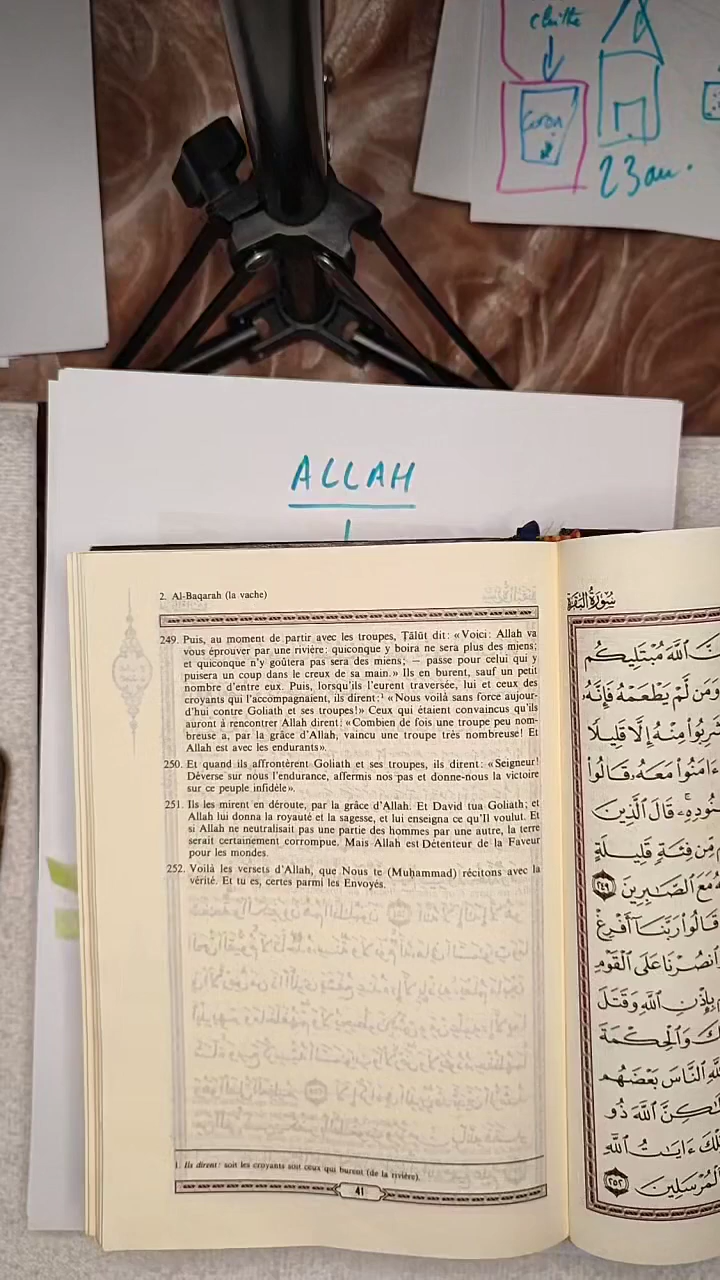 chiite
Coran
23 an.
ALLAH
2. Al-Baqarah (la vache)
249. Puis, au moment de partir avec les troupes, Ṭālūt dit: «Voici: Allah va
vous éprouver par une rivière: quiconque y boira ne sera plus des miens;
et quiconque n'y goûtera pas sera des miens; — passe pour celui qui y
puisera un coup dans le creux de sa main.» Ils en burent, sauf un petit
nombre d'entre eux. Puis, lorsqu'ils l'eurent traversée, lui et ceux des
croyants qui l'accompagnaient, ils dirent:¹ «Nous voilà sans force aujour-
d'hui contre Goliath et ses troupes!» Ceux qui étaient convaincus qu'ils
auront à rencontrer Allah dirent: «Combien de fois une troupe peu nom-
breuse a, par la grâce d'Allah, vaincu une troupe très nombreuse! Et
Allah est avec les endurants».
250. Et quand ils affrontèrent Goliath et ses troupes, ils dirent: «Seigneur!
Déverse sur nous l'endurance, affermis nos pas et donne-nous la victoire
sur ce peuple infidèle».
251. Ils les mirent en déroute, par la grâce d'Allah. Et David tua Goliath; et
Allah lui donna la royauté et la sagesse, et lui enseigna ce qu'Il voulut. Et
si Allah ne neutralisait pas une partie des hommes par une autre, la terre
serait certainement corrompue. Mais Allah est Détenteur de la Faveur
pour les mondes.
252. Voilà les versets d'Allah, que Nous te (Muḥammad) récitons avec la
vérité. Et tu es, certes parmi les Envoyés.
1. Ils dirent: soit les croyants soit ceux qui burent (de la rivière).
41
سُورَةُ البَقَرَة
ٱللَّهَ مُبْتَلِيكُم
وَمَن لَّمْ يَطْعَمْهُ فَإِنَّهُ
شَرِبُوا۟ مِنْهُ إِلَّا قَلِيلًا
ءَامَنُوا۟ مَعَهُۥ قَالُوا۟
قَالَ ٱلَّذِينَ
مِّن فِئَةٍ قَلِيلَةٍ
مَعَ ٱلصَّـٰبِرِينَ ٢٤٩
قَالُوا۟ رَبَّنَآ أَفْرِغْ
ٱنصُرْنَا عَلَى ٱلْقَوْمِ
بِإِذْنِ ٱللَّهِ وَقَتَلَ
وَٱلْحِكْمَةَ
ٱللَّهِ ٱلنَّاسَ بَعْضَهُم
ٱللَّهَ ذُو
ءَايَـٰتُ ٱللَّهِ
ٱلْمُرْسَلِينَ ٢٥٢